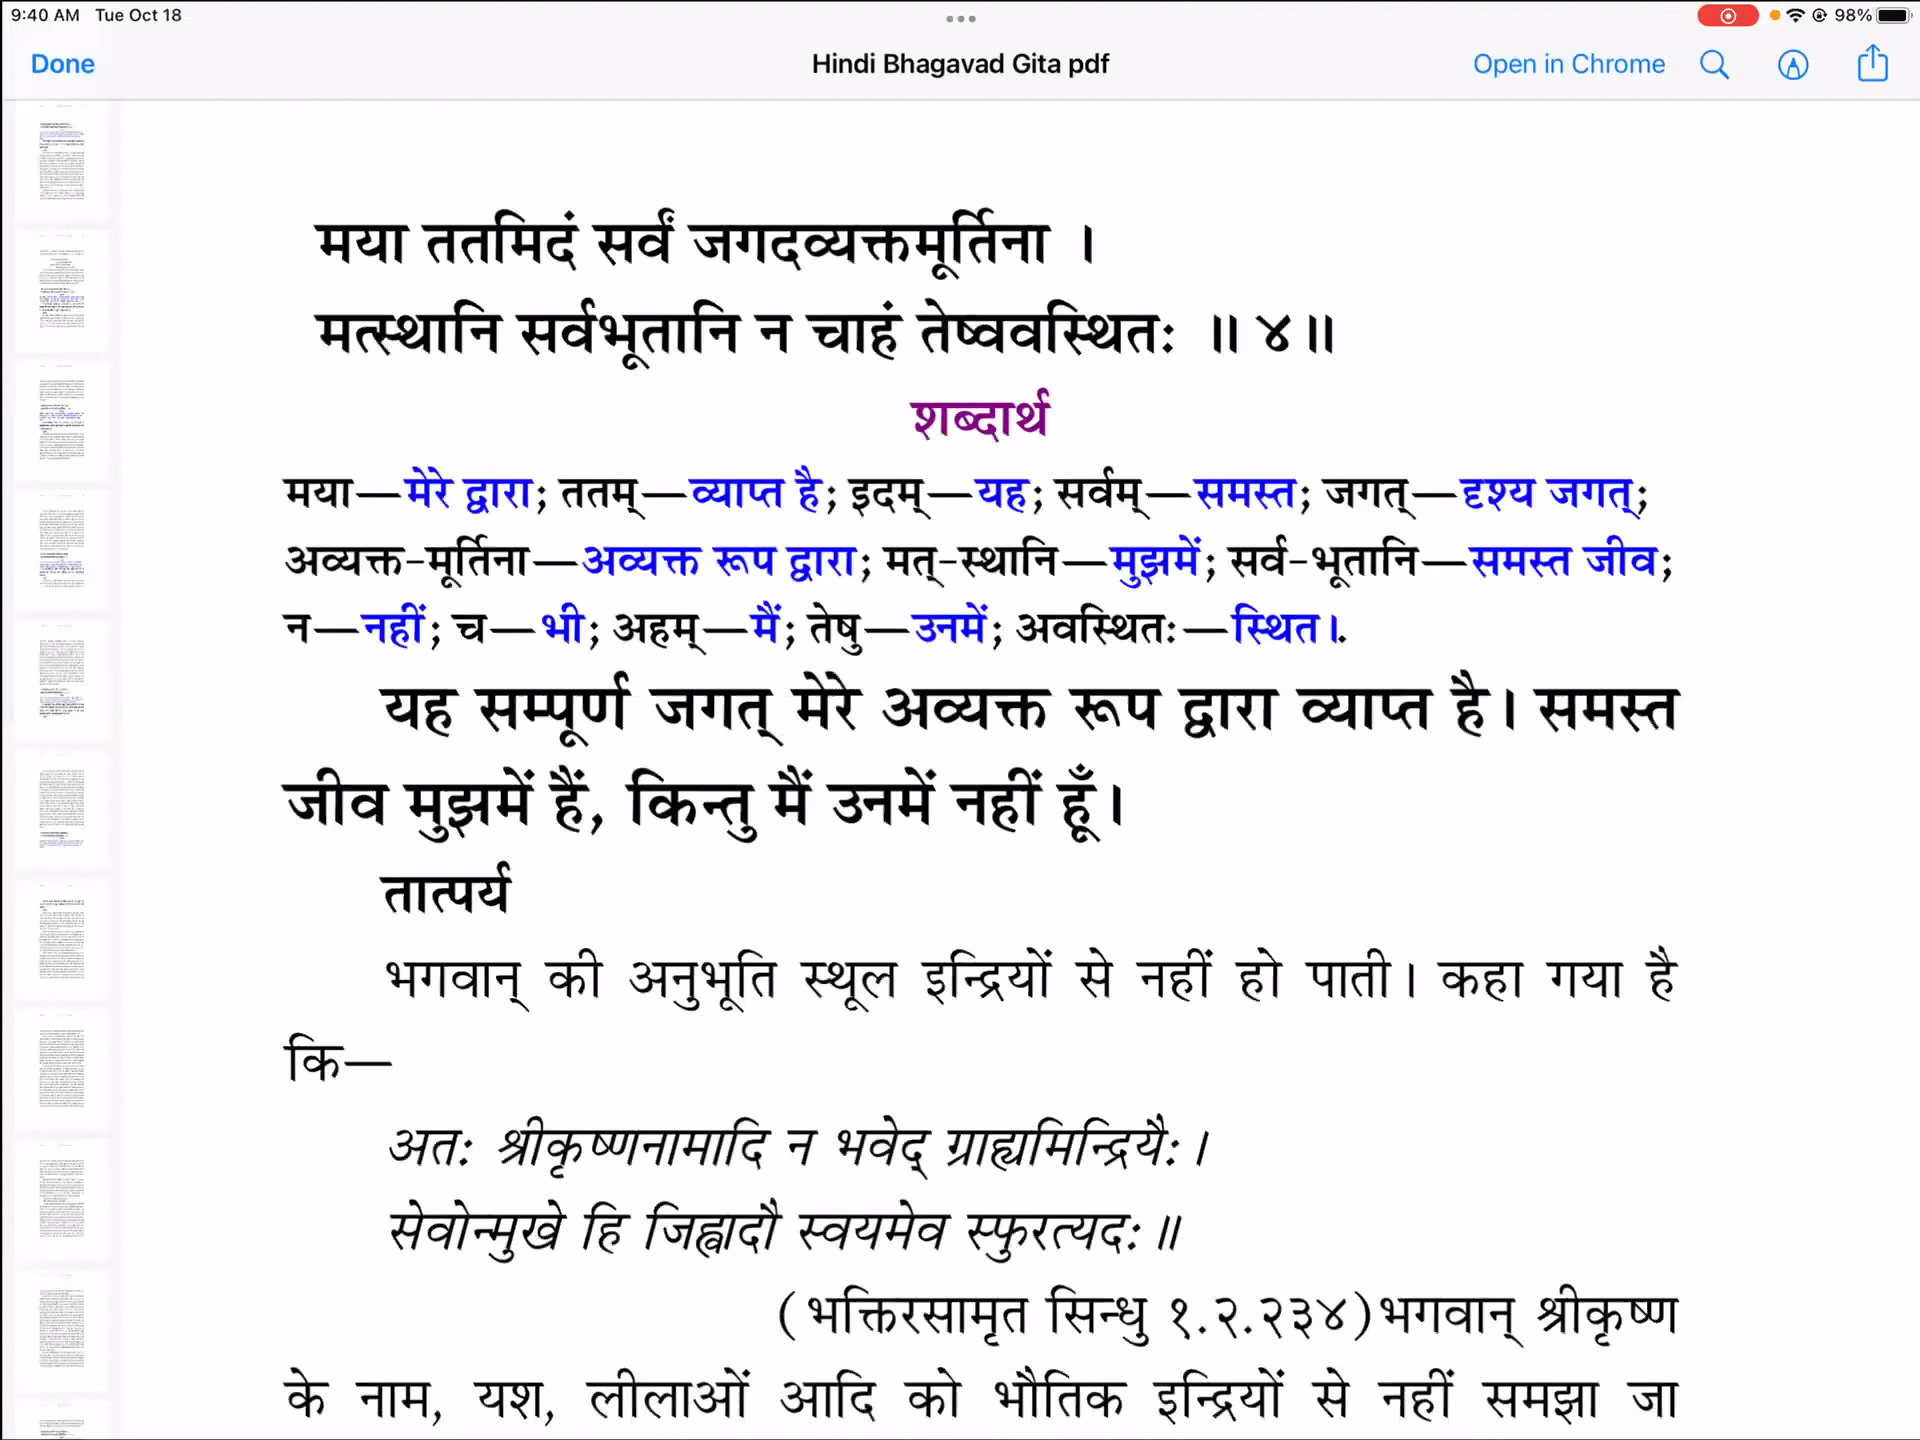 9:40 AM Tue Oct 18
98%
Done
Hindi Bhagavad Gita pdf
Open in Chrome
मया ततमिदं सर्वं जगदव्यक्तमूर्तिना ।
मत्स्थानि सर्वभूतानि न चाहं तेष्ववस्थितः ॥ ४॥
शब्दार्थ
मया—मेरे द्वारा; ततम्—व्याप्त है; इदम्—यह; सर्वम्—समस्त; जगत्—दृश्य जगत्;
अव्यक्त-मूर्तिना—अव्यक्त रूप द्वारा; मत्-स्थानि—मुझमें; सर्व-भूतानि—समस्त जीव;
न—नहीं; च—भी; अहम्—मैं; तेषु—उनमें; अवस्थितः—स्थित।.
यह सम्पूर्ण जगत् मेरे अव्यक्त रूप द्वारा व्याप्त है। समस्त
जीव मुझमें हैं, किन्तु मैं उनमें नहीं हूँ।
तात्पर्य
भगवान् की अनुभूति स्थूल इन्द्रियों से नहीं हो पाती। कहा गया है
कि—
अतः श्रीकृष्णनामादि न भवेद् ग्राह्यमिन्द्रियैः।
सेवोन्मुखे हि जिह्वादौ स्वयमेव स्फुरत्यदः॥
(भक्तिरसामृत सिन्धु १.२.२३४)भगवान् श्रीकृष्ण
के नाम, यश, लीलाओं आदि को भौतिक इन्द्रियों से नहीं समझा जा